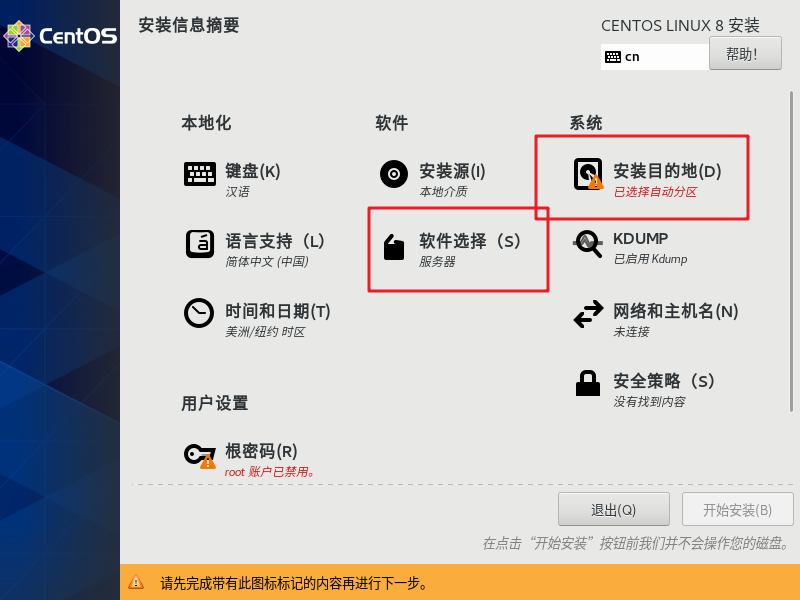 CentOS
安装信息摘要
CENTOS LINUX 8 安装
cn
帮助!
本地化
软件
系统
键盘(K)
汉语
安装源(I)
本地介质
安装目的地(D)
已选择自动分区
语言支持（L）
简体中文 (中国)
软件选择（S）
服务器
KDUMP
已启用 Kdump
时间和日期(T)
美洲/纽约 时区
网络和主机名(N)
未连接
安全策略（S）
没有找到内容
用户设置
根密码(R)
root 账户已禁用。
退出(Q)
开始安装(B)
在点击“开始安装”按钮前我们并不会操作您的磁盘。
请先完成带有此图标标记的内容再进行下一步。